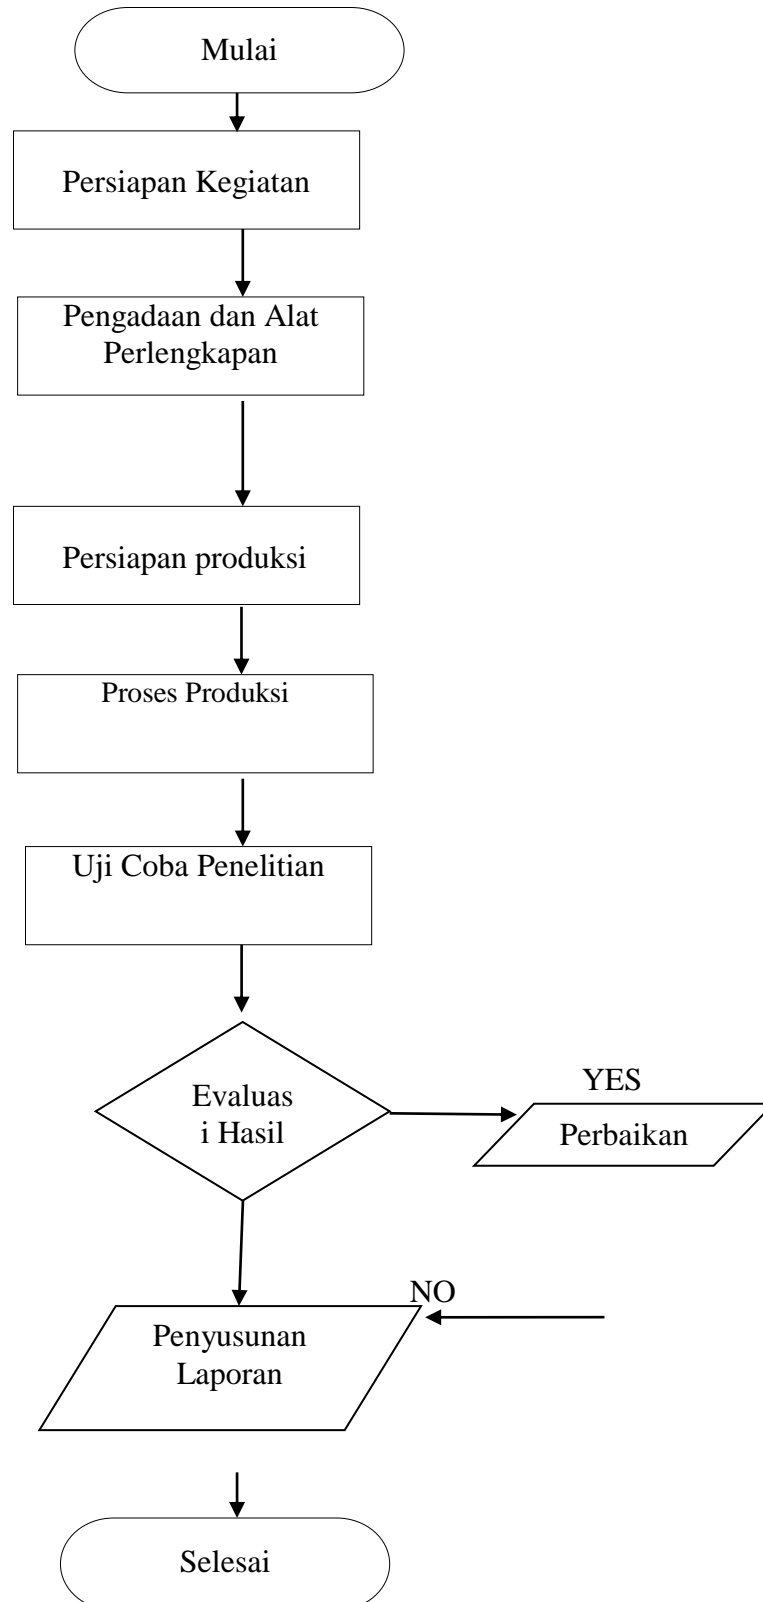 Mulai
Persiapan Kegiatan
Pengadaan dan Alat
Perlengkapan
Persiapan produksi
Proses Produksi
Uji Coba Penelitian
Evaluas
i Hasil
YES
Perbaikan
NO
Penyusunan
Laporan
Selesai